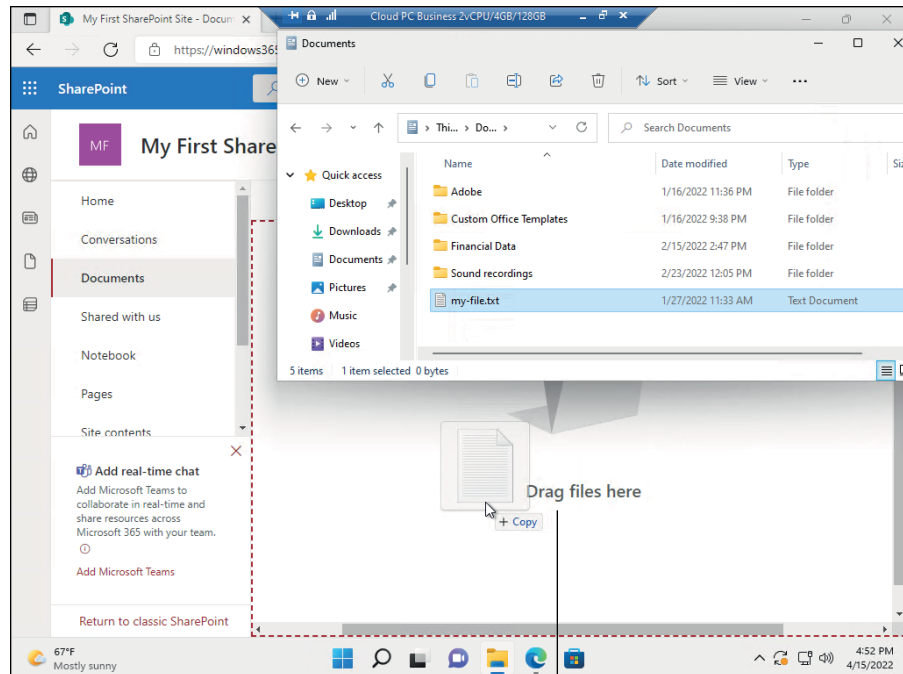 My First SharePoint Site - Docum
Cloud PC Business 2vCPU/4GB/128GB
https://windows365
SharePoint
MF
My First Share
Home
Conversations
Documents
Shared with us
Notebook
Pages
Site contents
Add real-time chat
Add Microsoft Teams to
collaborate in real-time and
share resources across
Microsoft 365 with your team.
Add Microsoft Teams
Return to classic SharePoint
Documents
New
Sort
View
Thi... > Do... >
Search Documents
Quick access
Desktop
Downloads
Documents
Pictures
Music
Videos
Name Date modified Type Siz
Adobe 1/16/2022 11:36 PM File folder
Custom Office Templates 1/16/2022 9:38 PM File folder
Financial Data 2/15/2022 2:47 PM File folder
Sound recordings 2/23/2022 12:05 PM File folder
my-file.txt 1/27/2022 11:33 AM Text Document
5 items 1 item selected 0 bytes
Drag files here
+ Copy
67°F
Mostly sunny
4:52 PM
4/15/2022